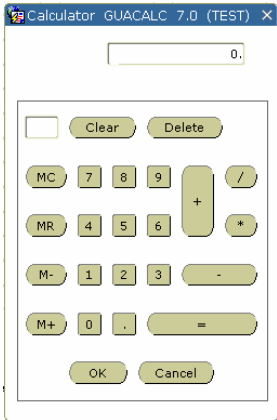 Calculator GUACALC 7.0 (TEST)
0.
Clear Delete
MC 7 8 9 + /
MR 4 5 6 *
M- 1 2 3 -
M+ 0 . =
OK Cancel